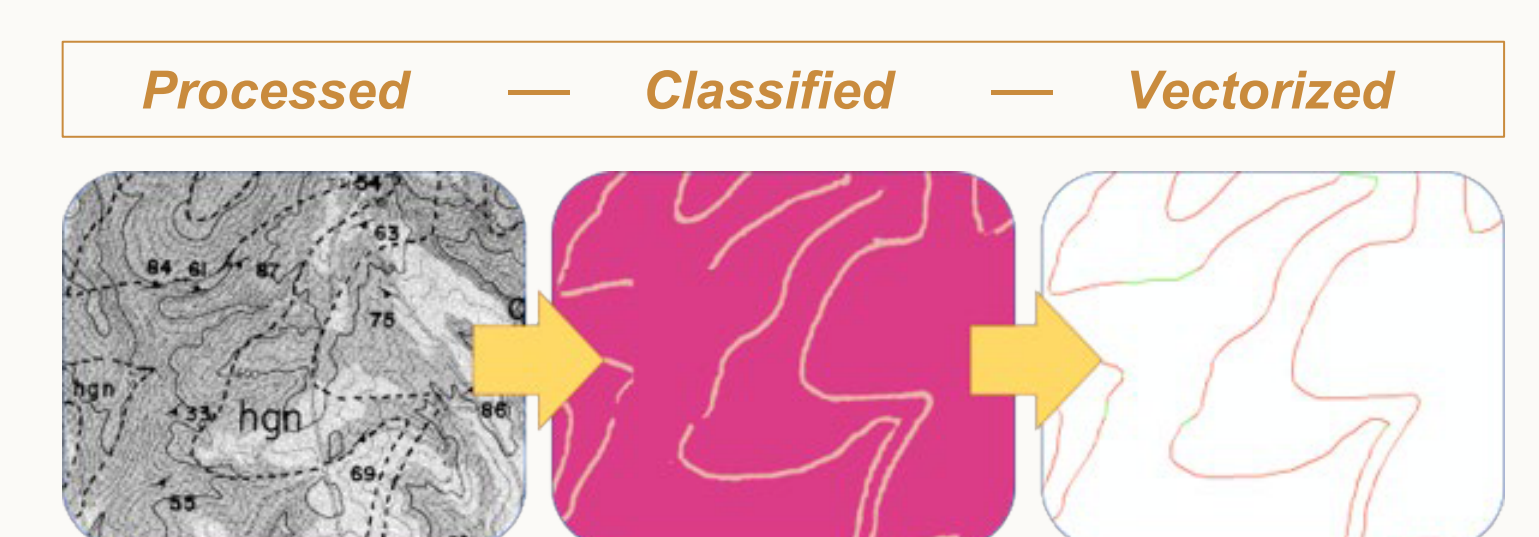 Processed — Classified — Vectorized
54
63
84 61 87
75
hgn
33 hgn
86
69
55